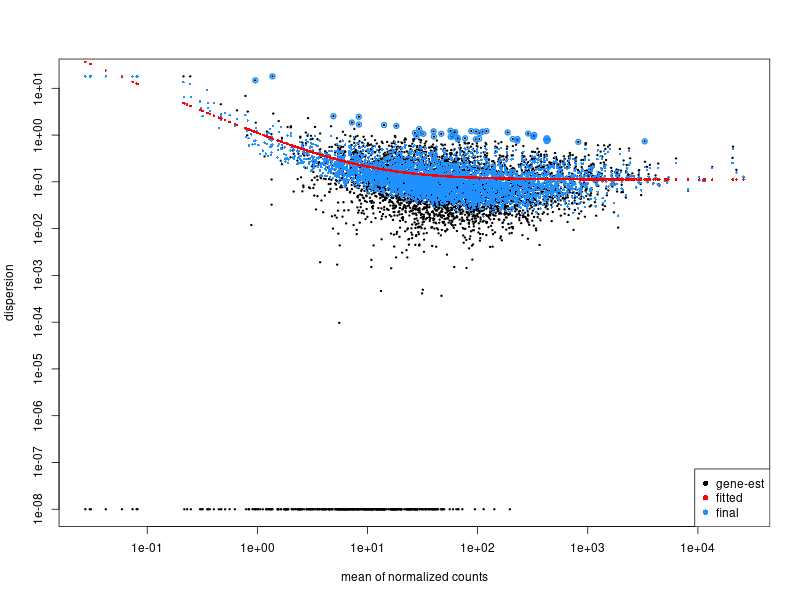 dispersion
1e+01
1e+00
1e-01
1e-02
1e-03
1e-04
1e-05
1e-06
1e-07
1e-08
gene-est
fitted
final
1e-01
1e+00
1e+01
1e+02
1e+03
1e+04
mean of normalized counts